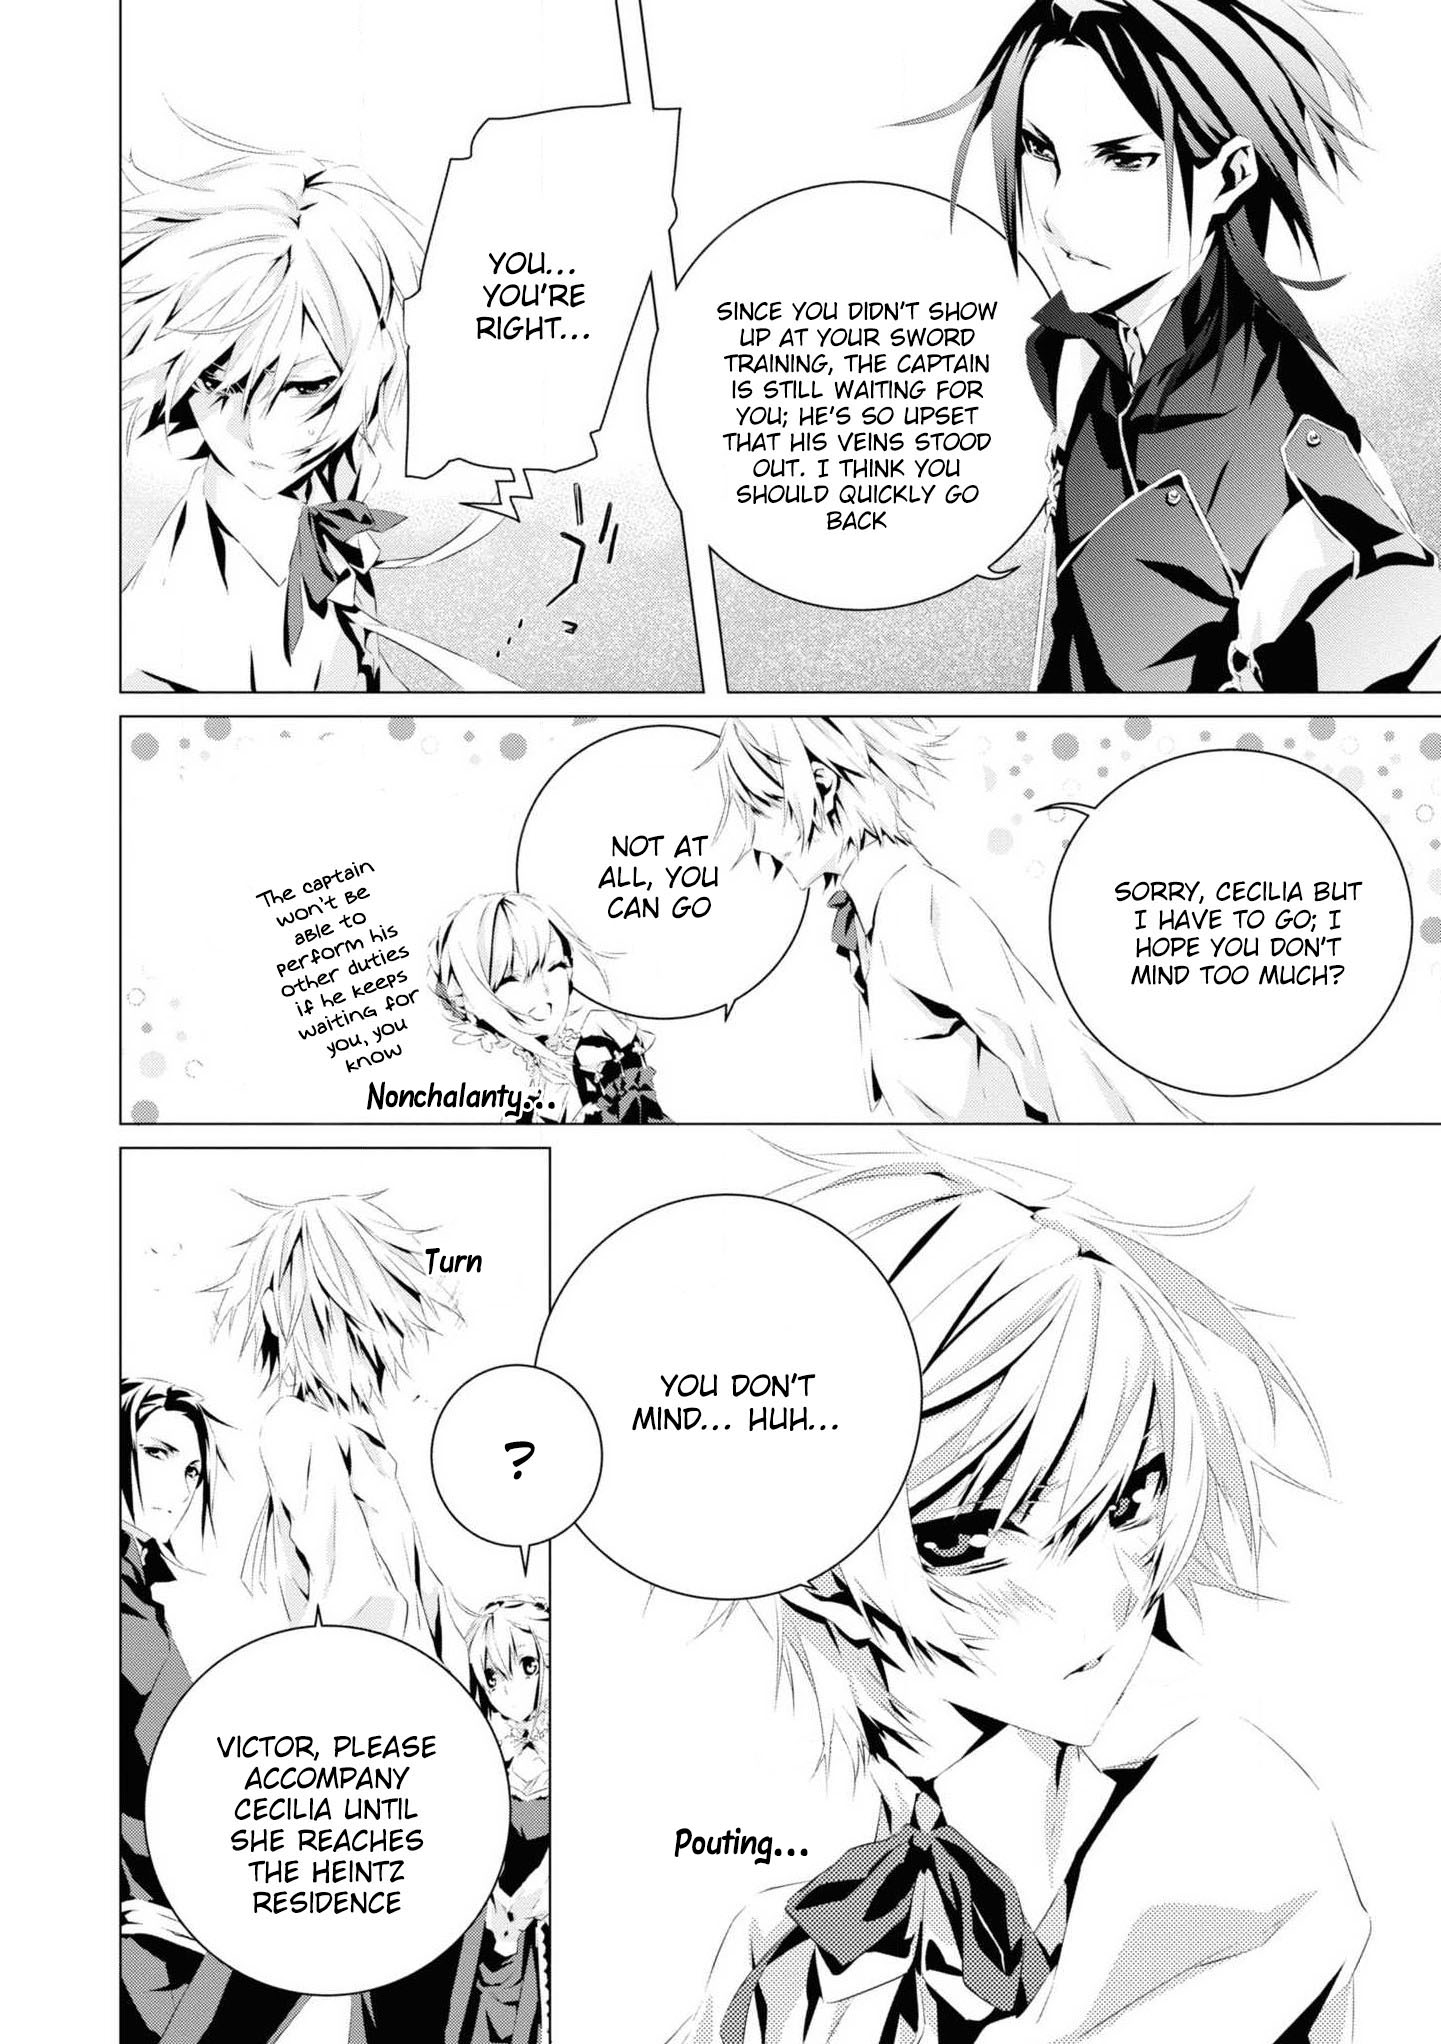 SINCE YOU DIDN'T SHOW
UP AT YOUR SWORD
TRAINING, THE CAPTAIN
IS STILL WAITING FOR
YOU; HE'S SO UPSET
THAT HIS VEINS STOOD
OUT. I THINK YOU
SHOULD QUICKLY GO
BACK
YOU...
YOU'RE
RIGHT...
SORRY, CECILIA BUT
I HAVE TO GO; I
HOPE YOU DON'T
MIND TOO MUCH?
NOT AT
ALL, YOU
CAN GO
The captain
won't be
able to
perform his
other duties
if he keeps
waiting for
you, you
know
Nonchalanty...
YOU DON'T
MIND... HUH...
Pouting...
Turn
?
VICTOR, PLEASE
ACCOMPANY
CECILIA UNTIL
SHE REACHES
THE HEINTZ
RESIDENCE